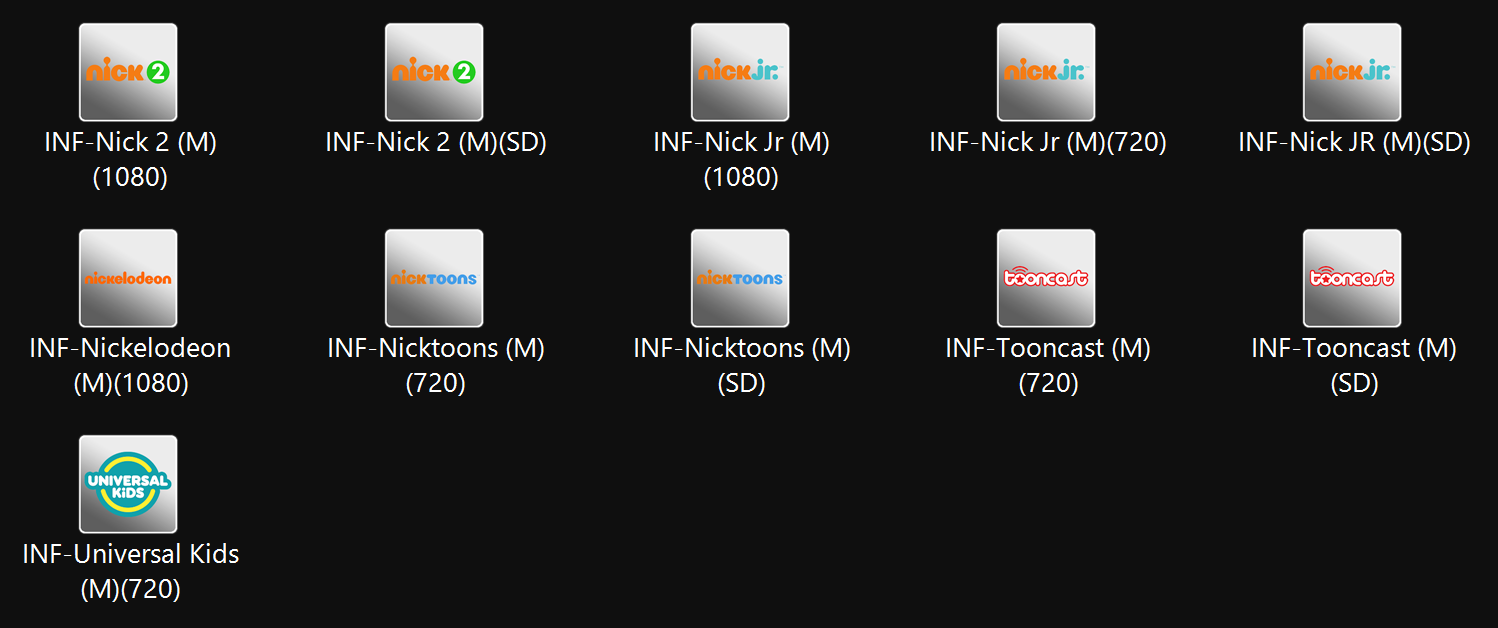 nick 2
nick 2
nick jr.
nick jr.
nick jr.
INF-Nick 2 (M)
(1080)
INF-Nick 2 (M)(SD)
INF-Nick Jr (M)
(1080)
INF-Nick Jr (M)(720)
INF-Nick JR (M)(SD)
nickelodeon
nicktoons
nicktoons
tooncast
tooncast
INF-Nickelodeon
(M)(1080)
INF-Nicktoons (M)
(720)
INF-Nicktoons (M)
(SD)
INF-Tooncast (M)
(720)
INF-Tooncast (M)
(SD)
UNIVERSAL
KiDS
INF-Universal Kids
(M)(720)